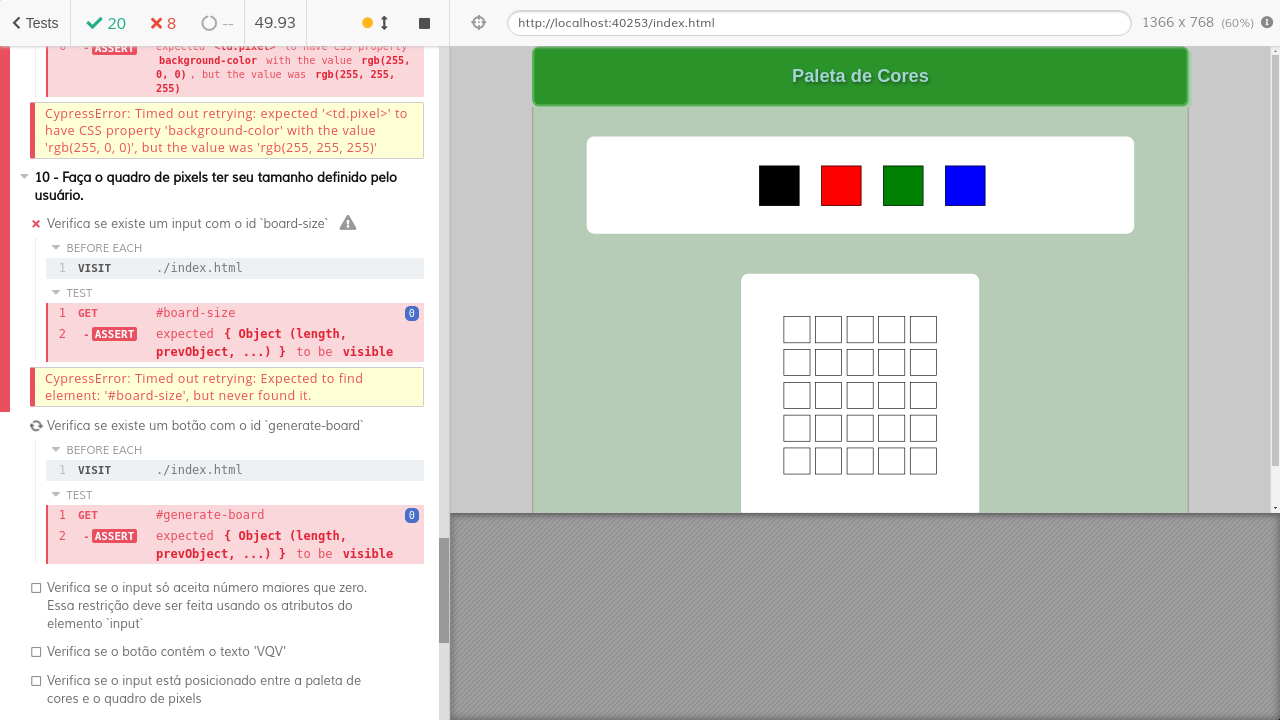 Tests
20
8
--
49.93
http://localhost:40253/index.html
1366 x 768 (60%)
6 - ASSERT expected <td.pixel> to have CSS property
background-color with the value rgb(255,
0, 0), but the value was rgb(255, 255,
255)
CypressError: Timed out retrying: expected '<td.pixel>' to
have CSS property 'background-color' with the value
'rgb(255, 0, 0)', but the value was 'rgb(255, 255, 255)'
10 - Faça o quadro de pixels ter seu tamanho definido pelo
usuário.
Verifica se existe um input com o id `board-size`
BEFORE EACH
1 VISIT ./index.html
TEST
1 GET #board-size 0
2 -ASSERT expected { Object (length,
prevObject, ...) } to be visible
CypressError: Timed out retrying: Expected to find
element: '#board-size', but never found it.
Verifica se existe um botão com o id `generate-board`
BEFORE EACH
1 VISIT ./index.html
TEST
1 GET #generate-board 0
2 -ASSERT expected { Object (length,
prevObject, ...) } to be visible
Verifica se o input só aceita número maiores que zero.
Essa restrição deve ser feita usando os atributos do
elemento `input`
Verifica se o botão contém o texto 'VQV'
Verifica se o input está posicionado entre a paleta de
cores e o quadro de pixels
Paleta de Cores